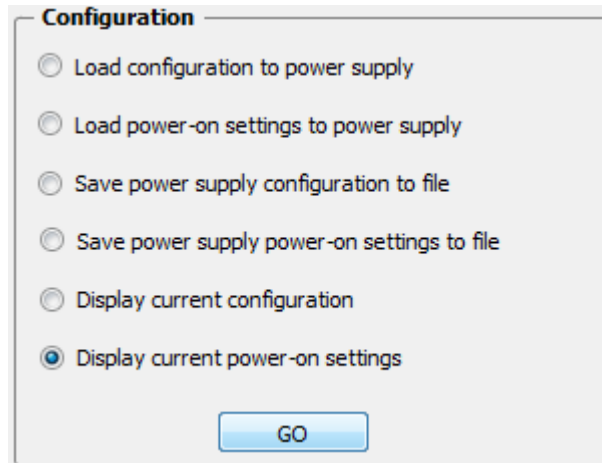 Configuration
Load configuration to power supply
Load power-on settings to power supply
Save power supply configuration to file
Save power supply power-on settings to file
Display current configuration
Display current power-on settings
GO